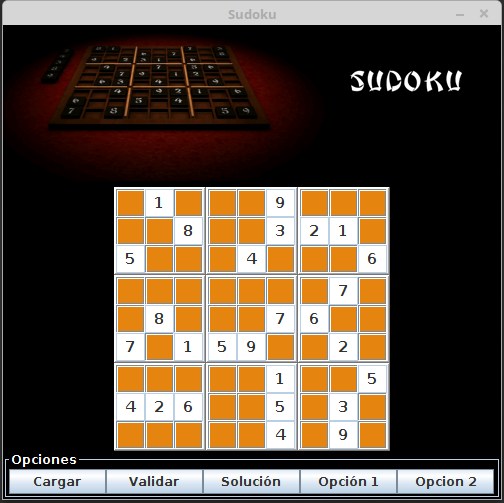 Sudoku
SUDOKU
1 9
8 3 2 1
5 4 6
7
8 7 6
7 1 5 9 2
1 5
4 2 6 5 3
4 9
Opciones
Cargar Validar Solución Opción 1 Opcion 2